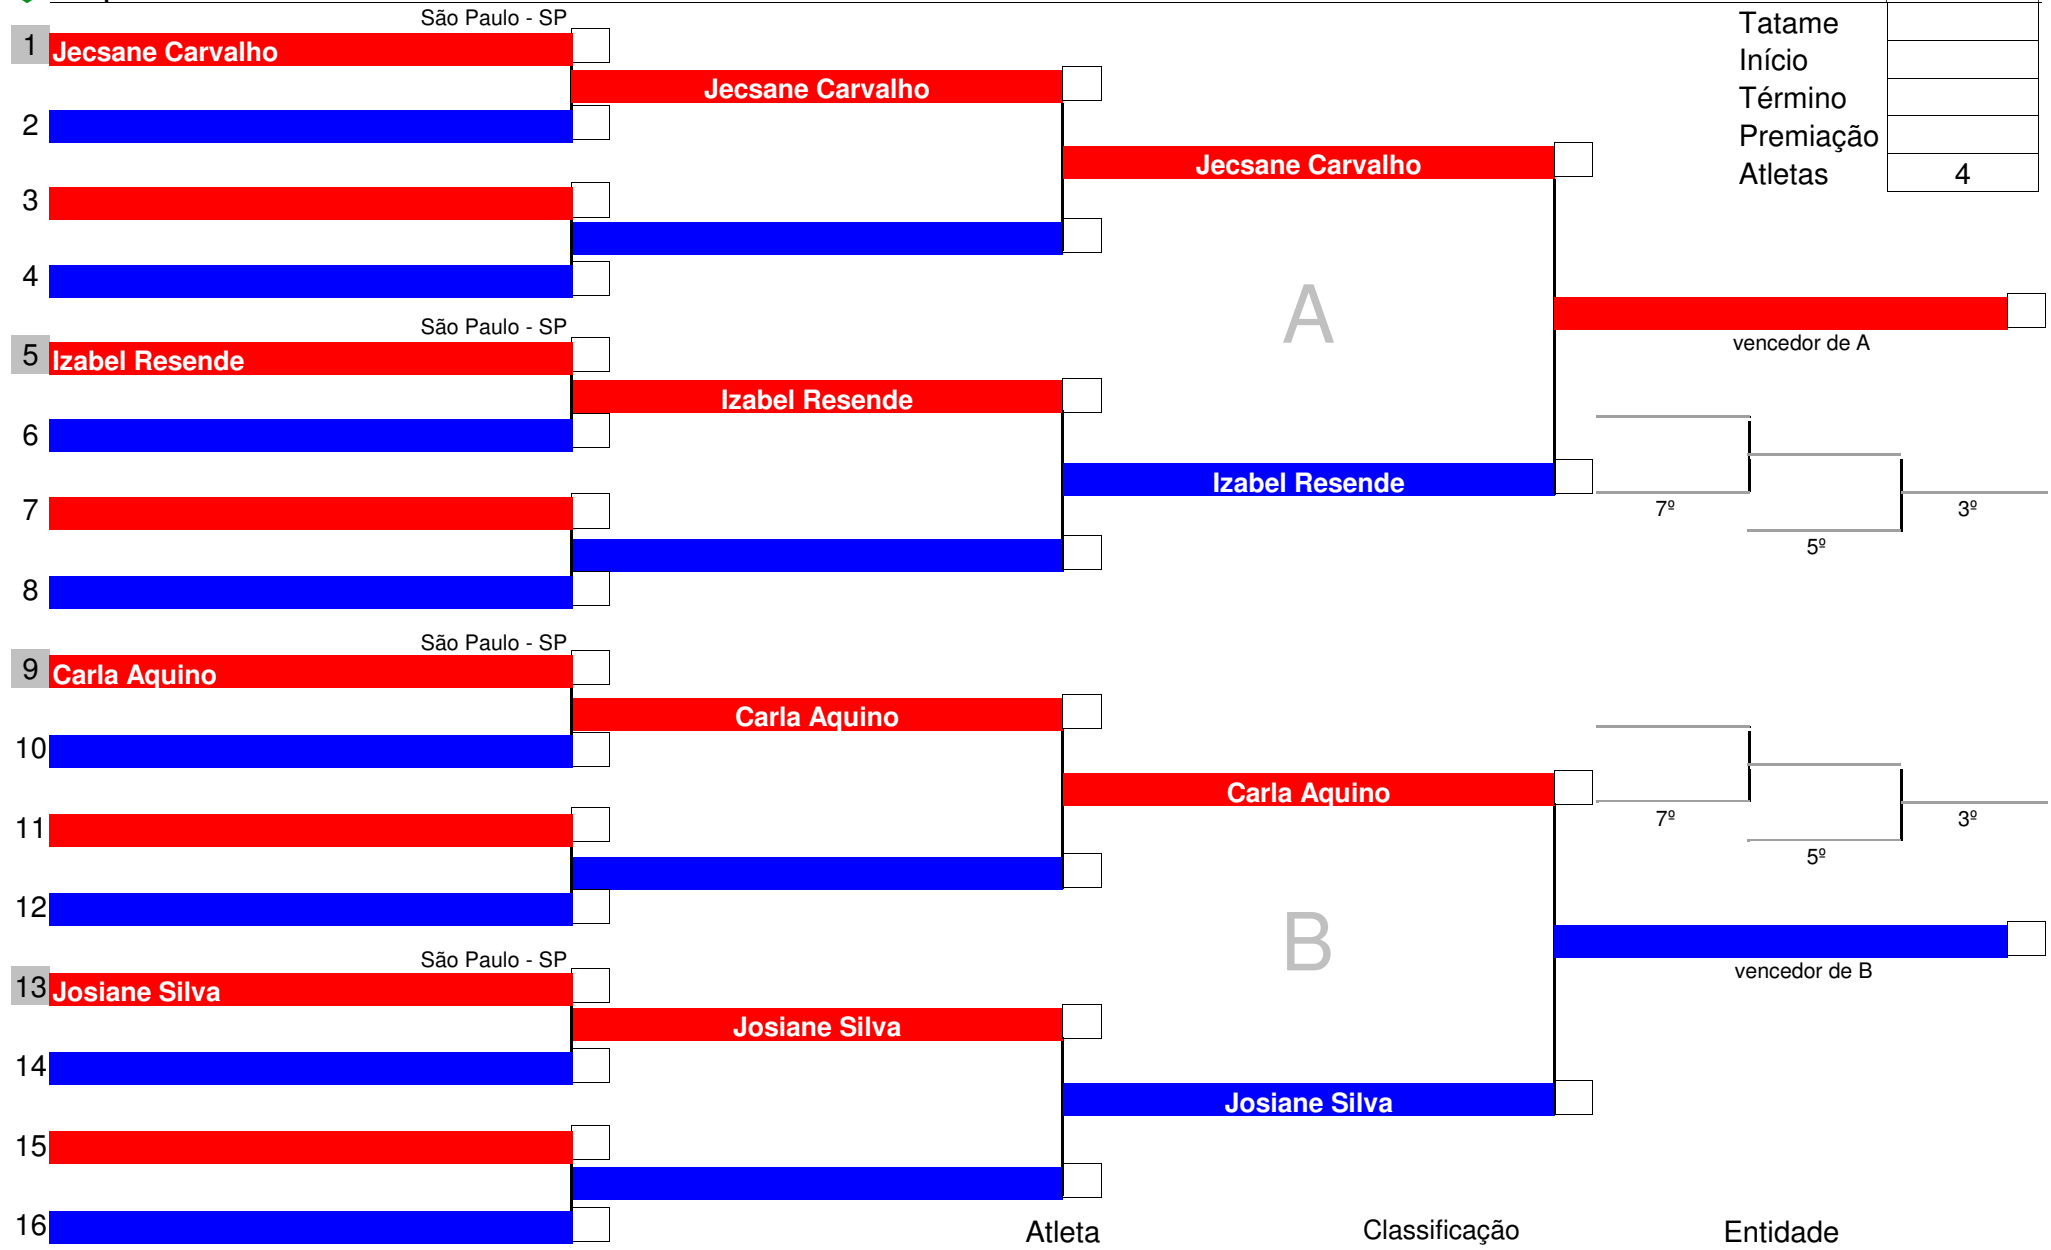 São Paulo - SP
1 Jecsane Carvalho
Jecsane Carvalho
2
Jecsane Carvalho
3
4
A
São Paulo - SP
5 Izabel Resende
Izabel Resende
6
Izabel Resende
7
8
São Paulo - SP
9 Carla Aquino
Carla Aquino
10
Carla Aquino
11
12
B
São Paulo - SP
13 Josiane Silva
Josiane Silva
14
Josiane Silva
15
16
Tatame
Início
Término
Premiação
Atletas 4
vencedor de A
7º
3º
5º
7º
3º
5º
vencedor de B
Atleta Classificação Entidade